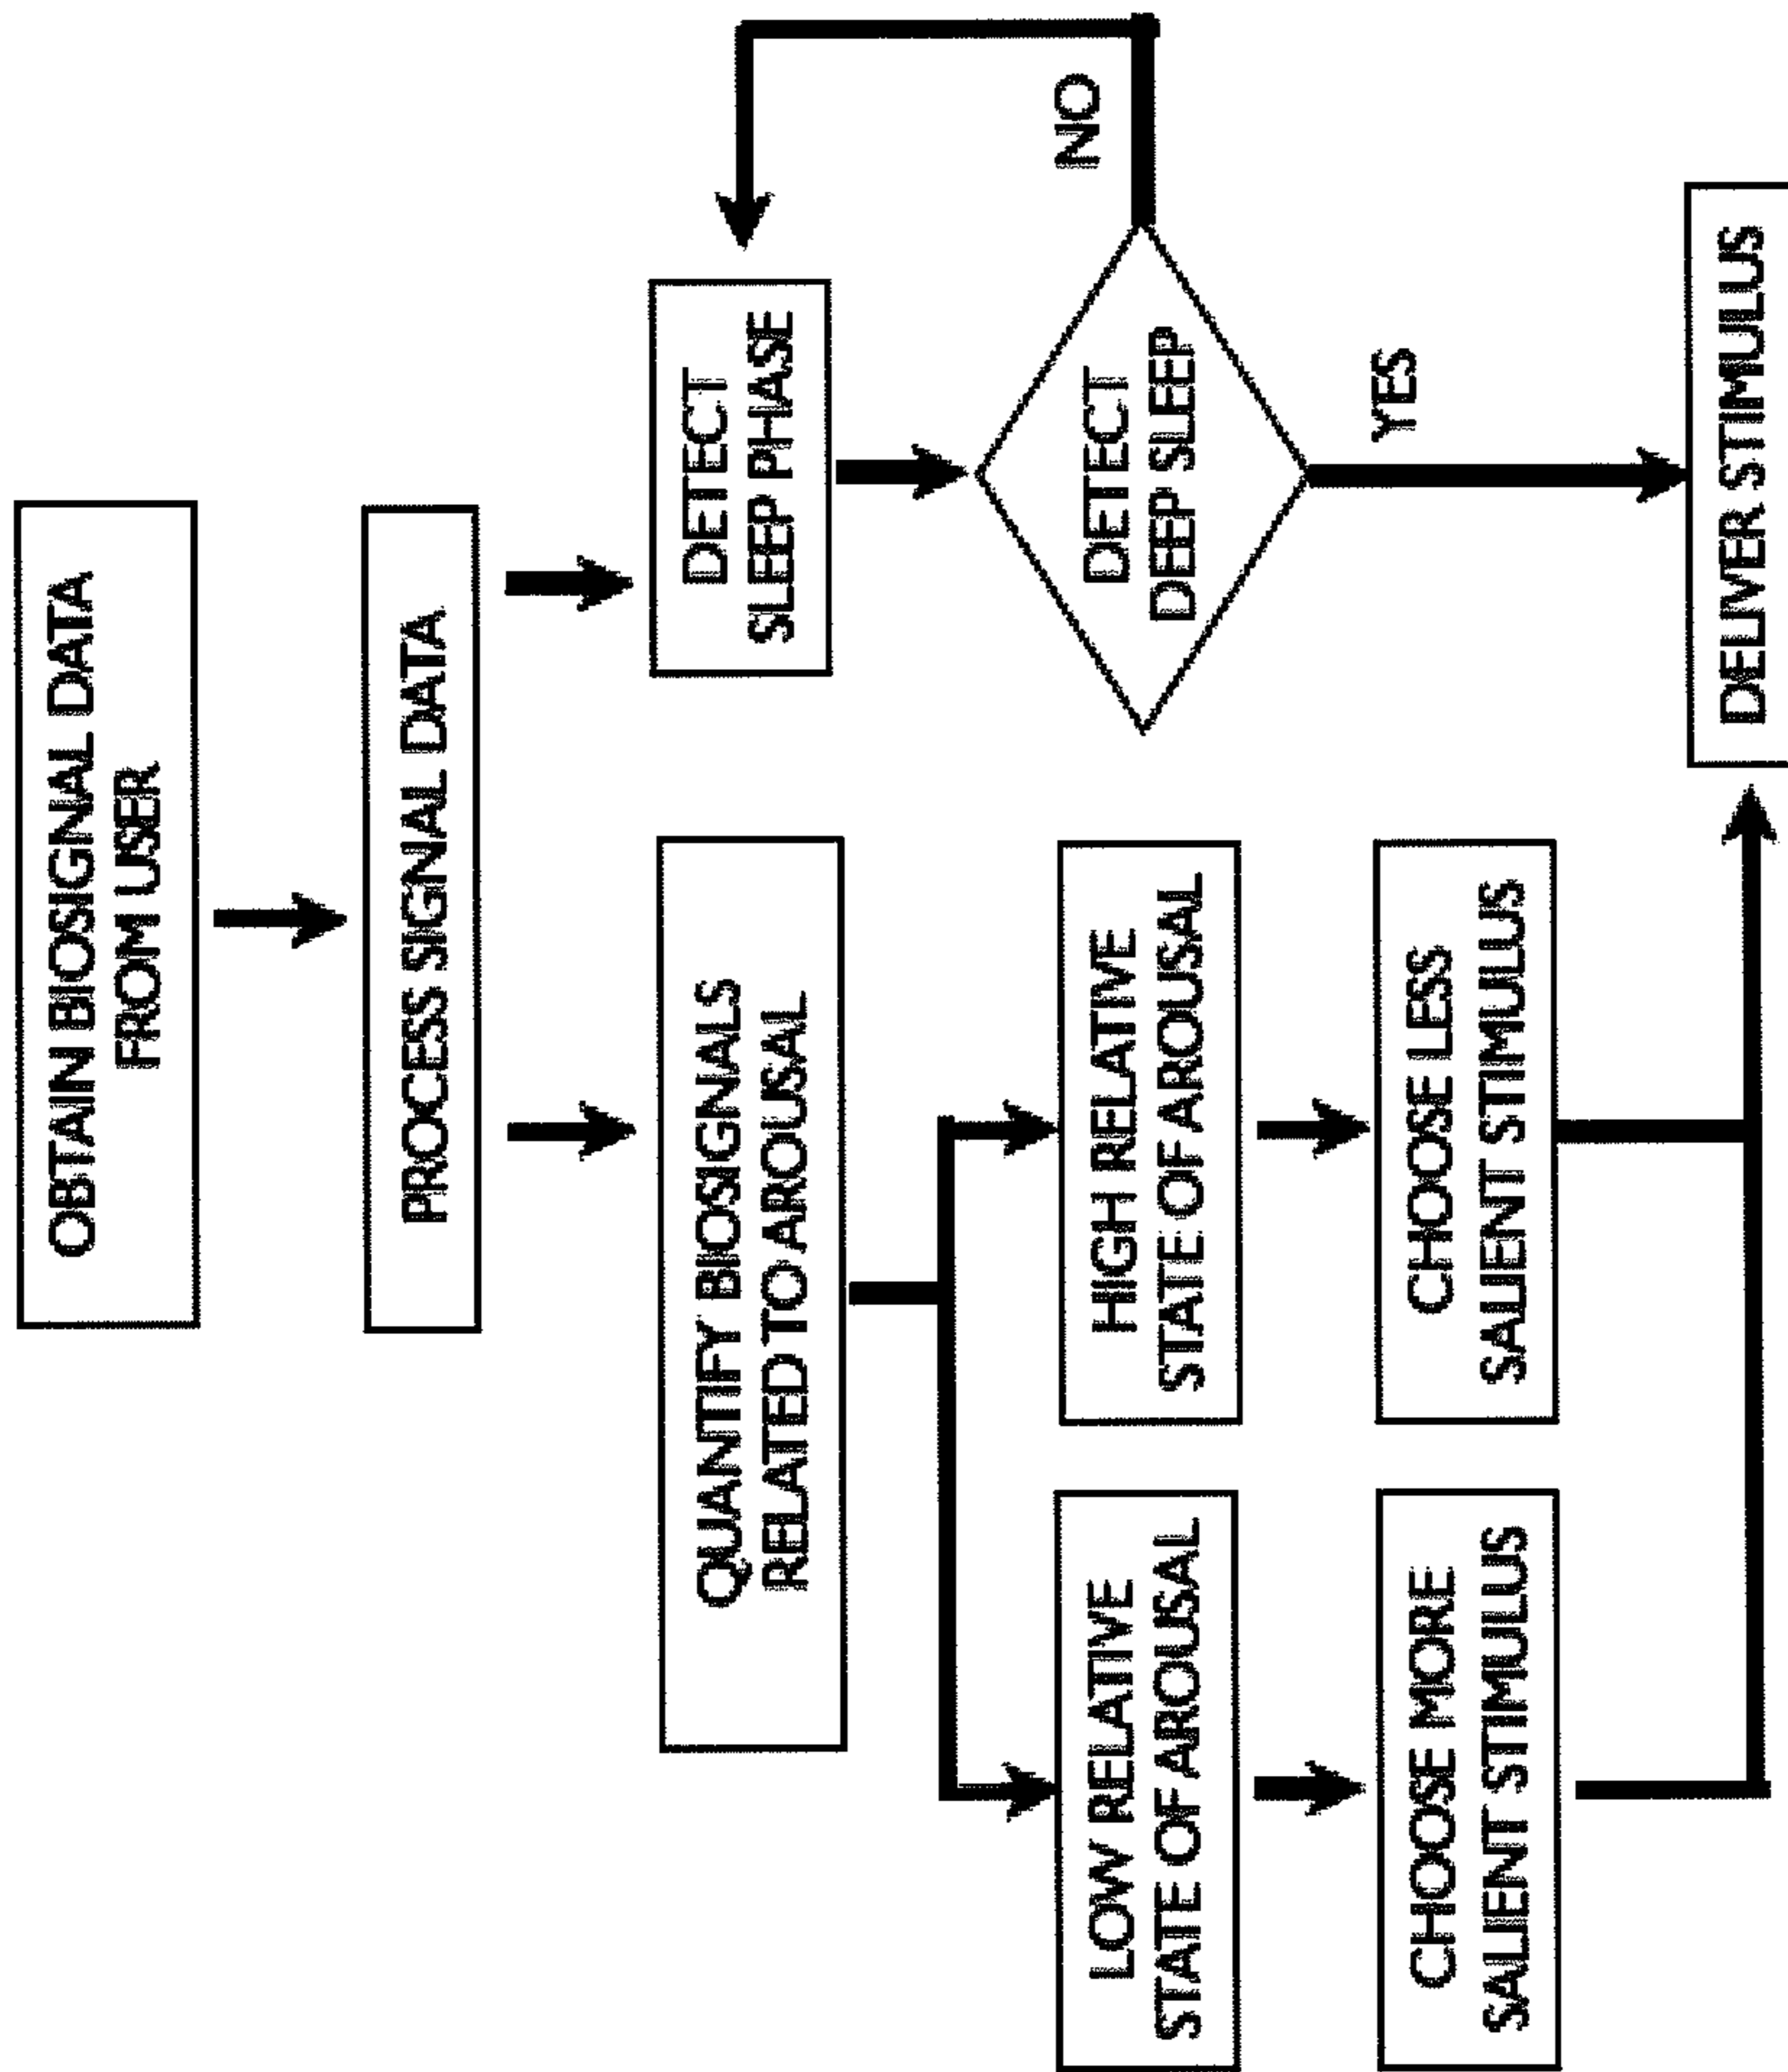 OBTAIN BIOSIGNAL DATA
FROM USER
PROCESS SIGNAL DATA
QUANTIFY BIOSIGNALS
RELATED TO AROUSAL
DETECT
SLEEP PHASE
LOW RELATIVE
STATE OF AROUSAL
HIGH RELATIVE
STATE OF AROUSAL
DETECT
DEEP SLEEP
NO
YES
CHOOSE MORE
SALIENT STIMULUS
CHOOSE LESS
SALIENT STIMULUS
DELIVER STIMULUS